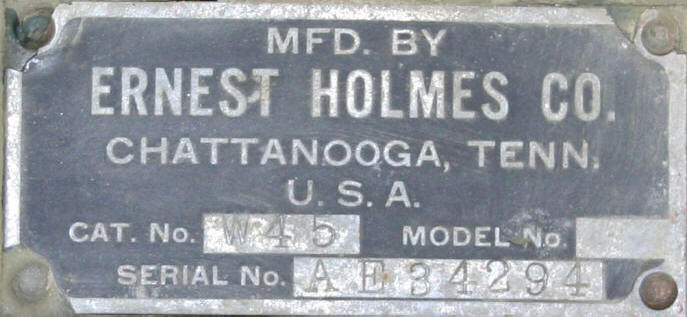 MFD. BY
ERNEST HOLMES CO.
CHATTANOOGA, TENN.
U. S. A.
CAT. No. W45 MODEL No.
SERIAL No. AE34294